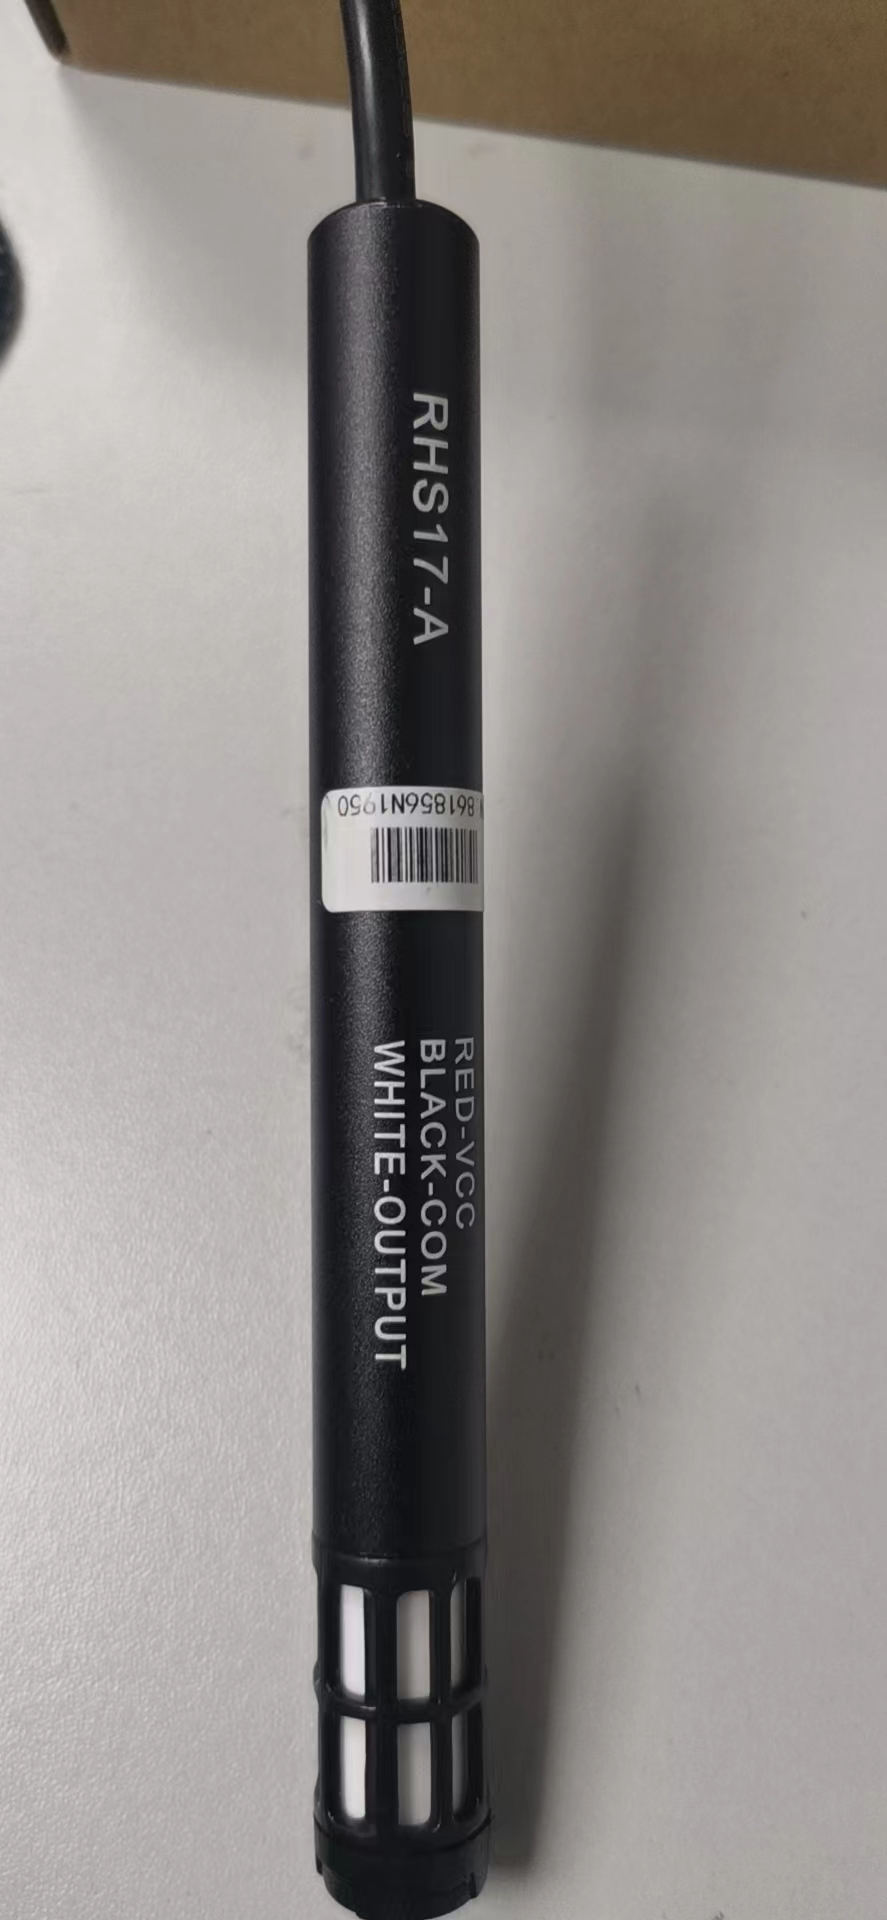 RHS17-A
861856N1950
RED-VCC
BLACK-COM
WHITE-OUTPUT